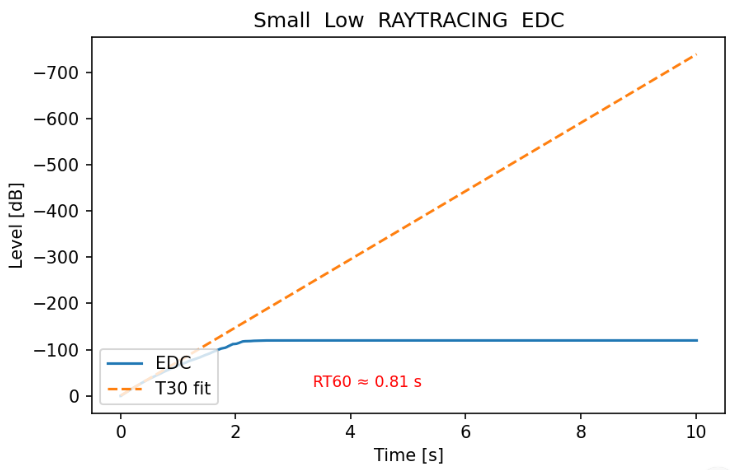 Small Low RAYTRACING EDC
−700
−600
−500
−400
−300
−200
−100
0
Level [dB]
EDC
T30 fit
RT60 ≈ 0.81 s
0 2 4 6 8 10
Time [s]